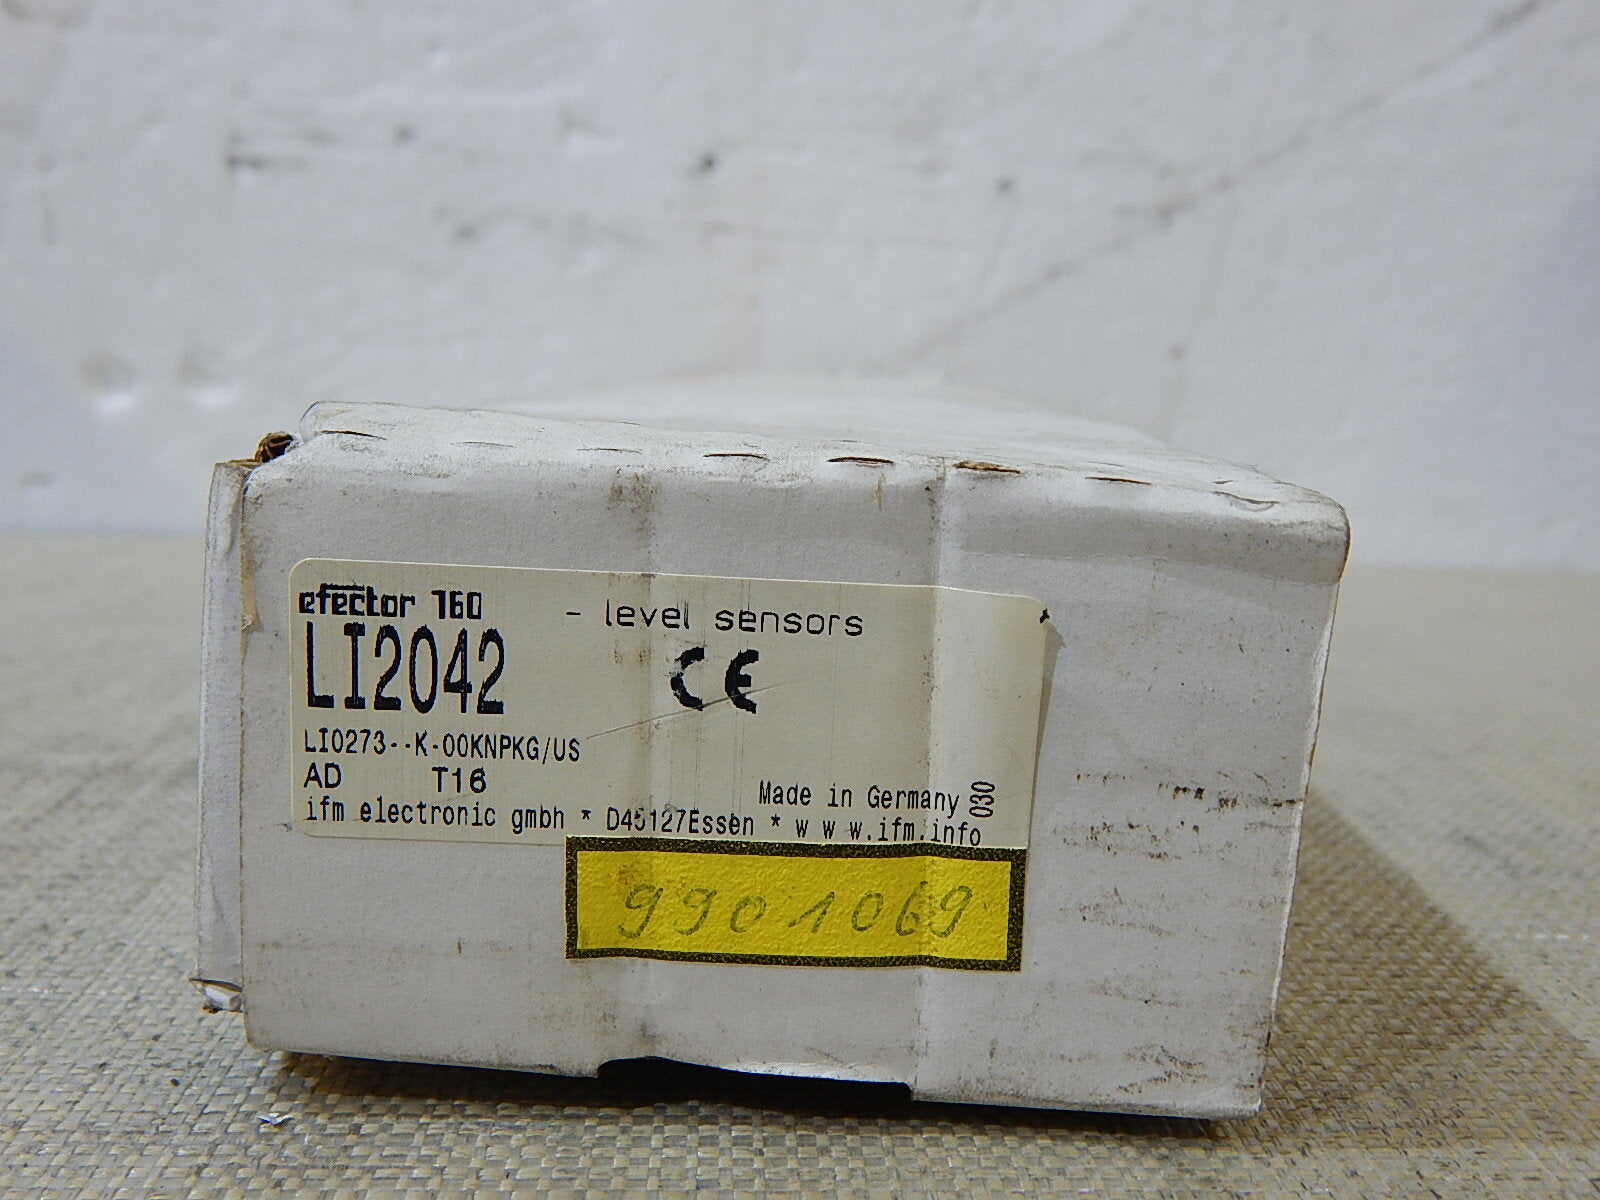 efector 160 - level sensors
LI2042
CE
LI0273--K-00KNPKG/US
AD T16
Made in Germany 030
ifm electronic gmbh * D45127Essen * w w w.ifm.info
9901069